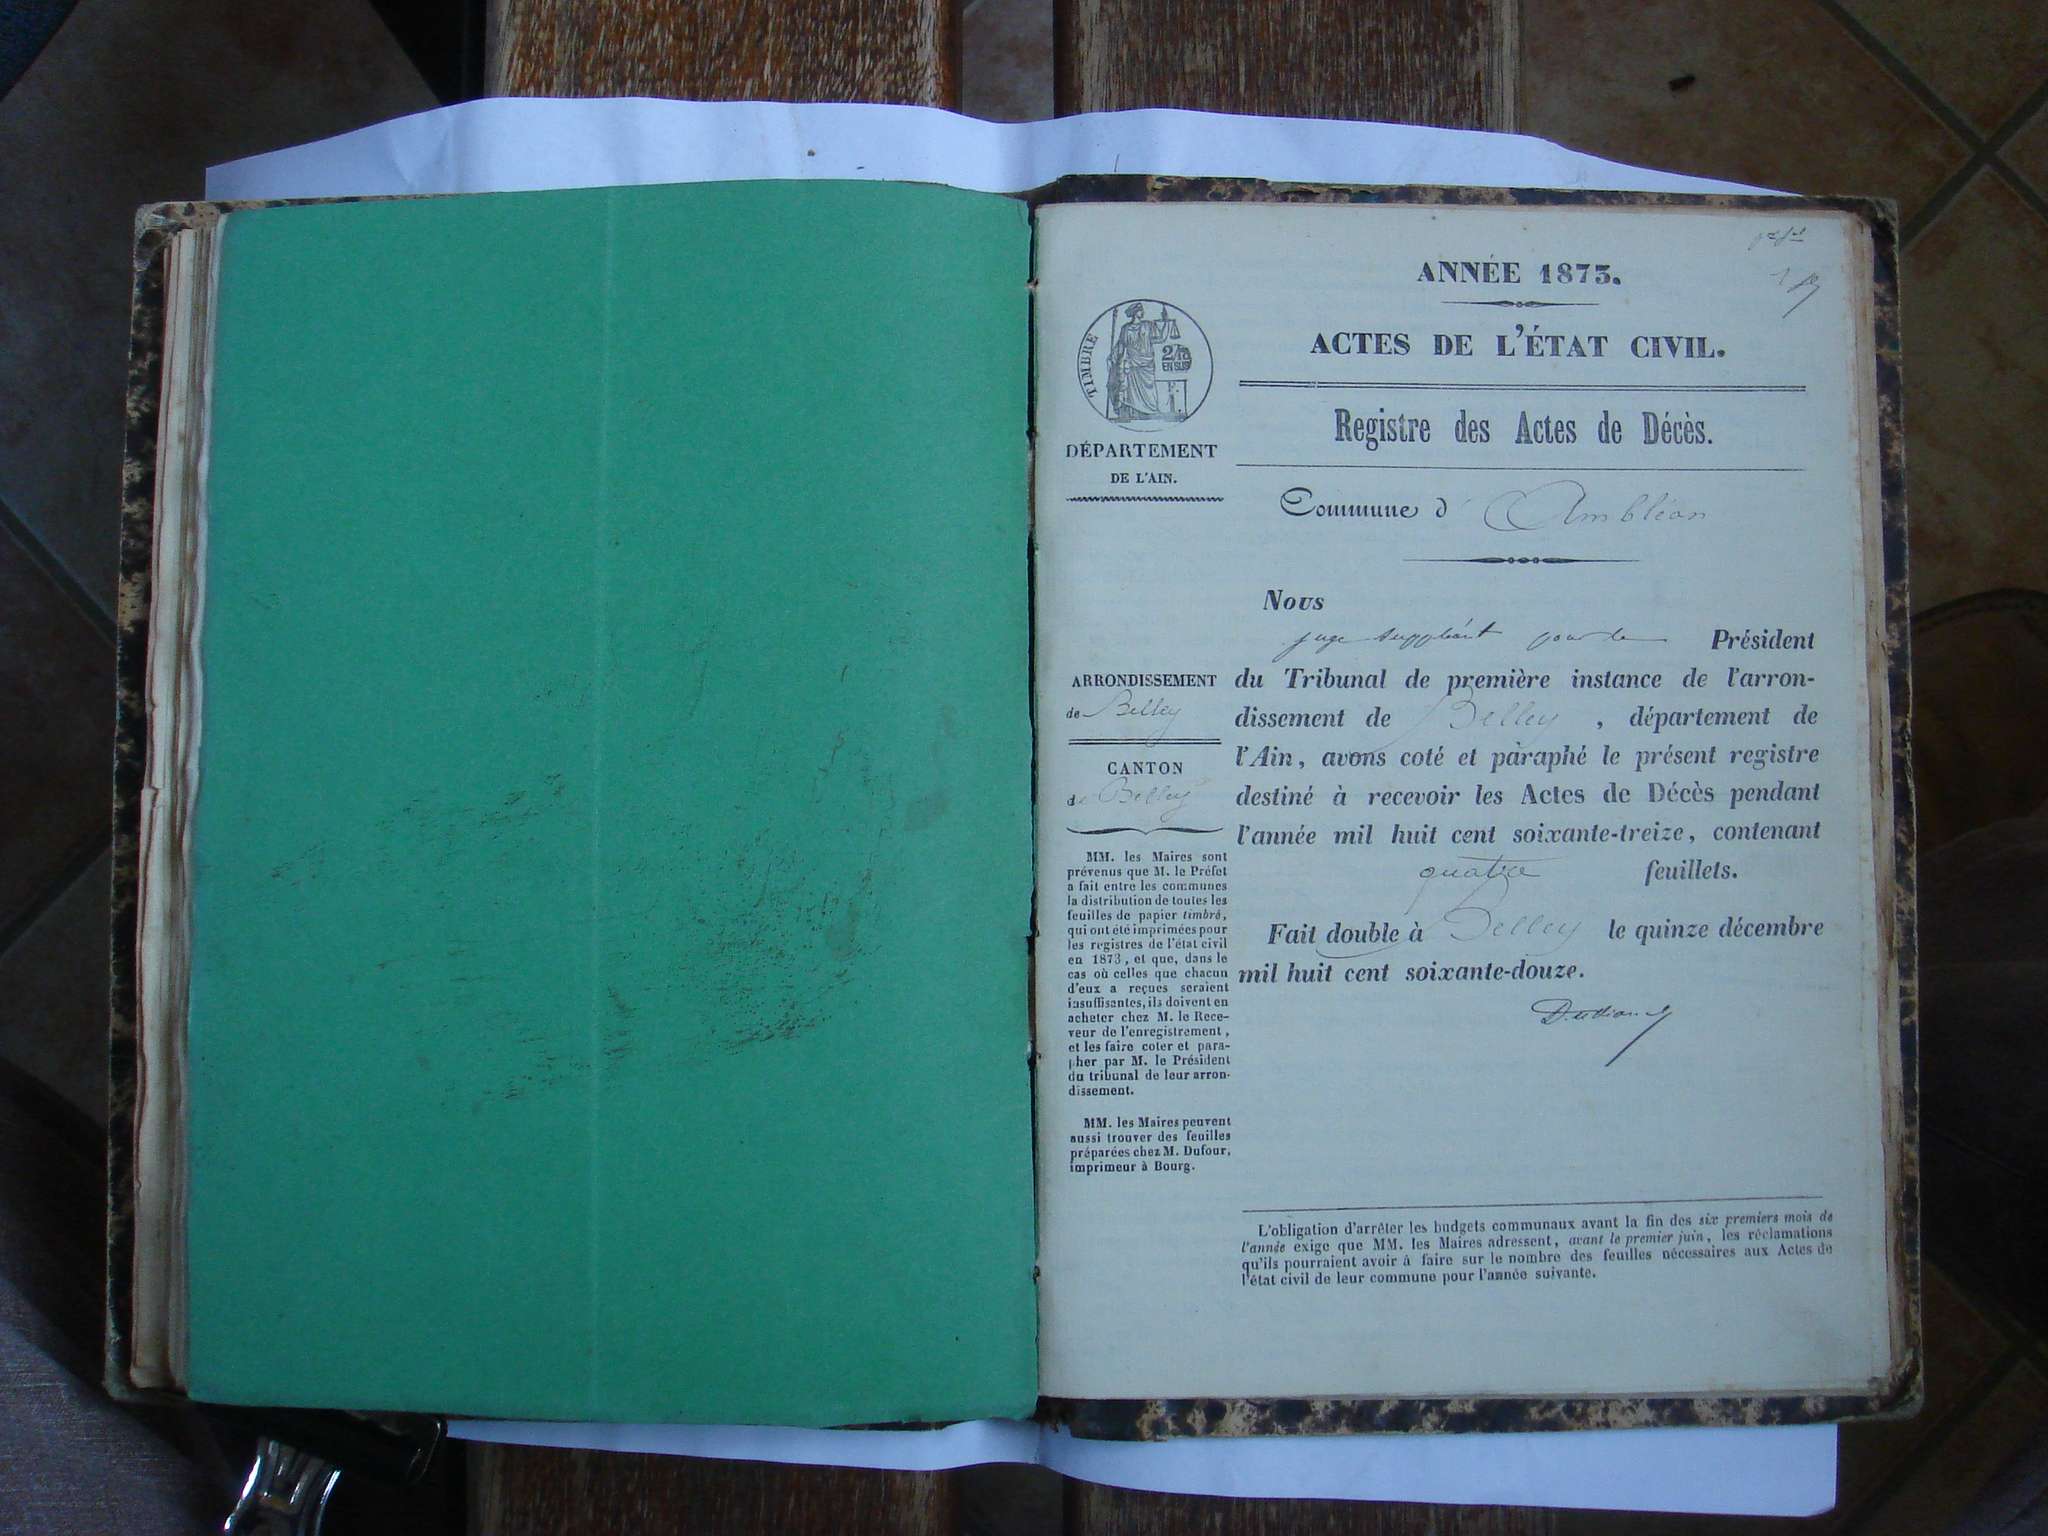 ANNÉE 1873.
ACTES DE L'ÉTAT CIVIL.
TIMBRE
2/10
EN SUS
DÉPARTEMENT
DE L'AIN.
Registre des Actes de Décès.
Commune d'Ambléon
ARRONDISSEMENT
de Belley
CANTON
de Belley
MM. les Maires sont
prévenus que M. le Préfet
a fait entre les communes
la distribution de toutes les
feuilles de papier timbré,
qui ont été imprimées pour
les registres de l'état civil
en 1873, et que, dans le
cas où celles que chacun
d'eux a reçues seraient
insuffisantes, ils doivent en
acheter chez M. le Rece-
veur de l'enregistrement,
et les faire coter et para-
pher par M. le Président
du tribunal de leur arron-
dissement.
MM. les Maires peuvent
aussi trouver des feuilles
préparées chez M. Dufour,
imprimeur à Bourg.
Nous
juge suppléant pour le Président
du Tribunal de première instance de l'arron-
dissement de Belley, département de
l'Ain, avons coté et paraphé le présent registre
destiné à recevoir les Actes de Décès pendant
l'année mil huit cent soixante-treize, contenant
quatre feuillets.
Fait double à Belley le quinze décembre
mil huit cent soixante-douze.
L'obligation d'arrêter les budgets communaux avant la fin des six premiers mois de
l'année exige que MM. les Maires adressent, avant le premier juin, les réclamations
qu'ils pourraient avoir à faire sur le nombre des feuilles nécessaires aux Actes de
l'état civil de leur commune pour l'année suivante.